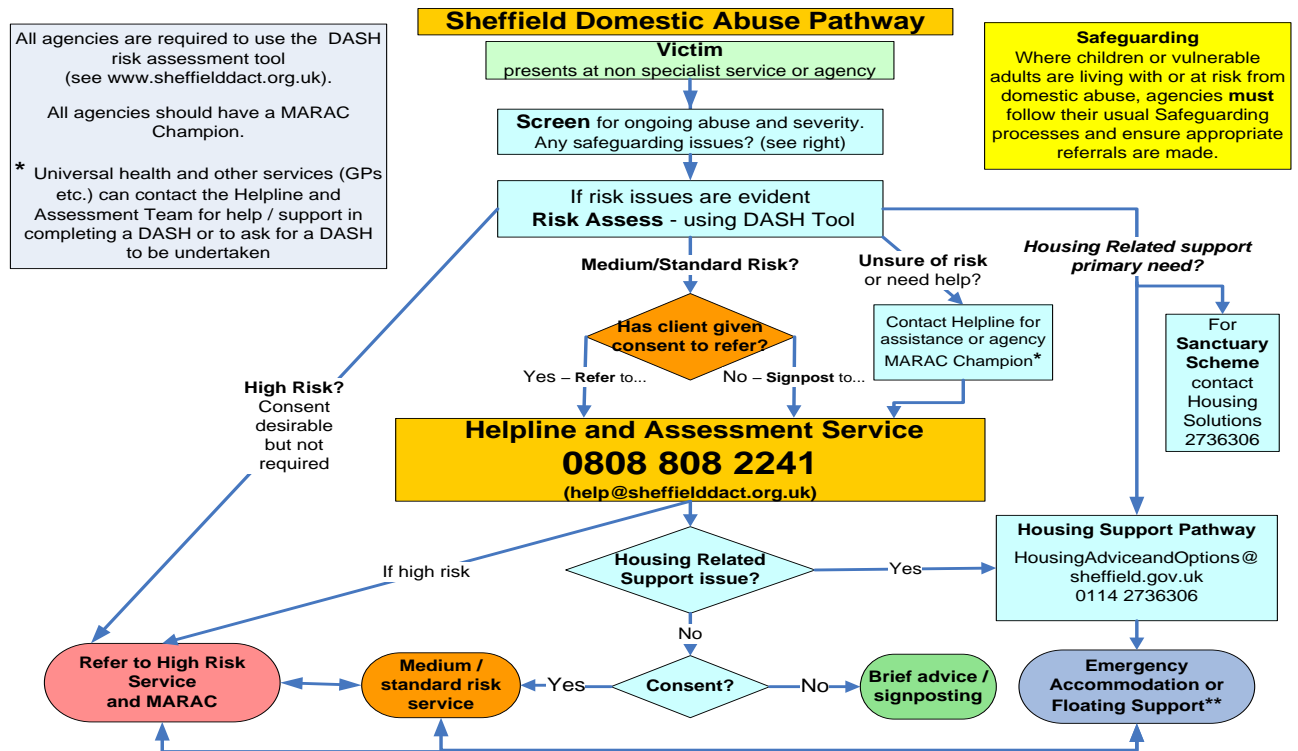 Sheffield Domestic Abuse Pathway
All agencies are required to use the DASH
risk assessment tool
(see www.sheffielddact.org.uk).
All agencies should have a MARAC
Champion.
* Universal health and other services (GPs
etc.) can contact the Helpline and
Assessment Team for help / support in
completing a DASH or to ask for a DASH
to be undertaken
Victim
presents at non specialist service or agency
Safeguarding
Where children or vulnerable
adults are living with or at risk from
domestic abuse, agencies must
follow their usual Safeguarding
processes and ensure appropriate
referrals are made.
Screen for ongoing abuse and severity.
Any safeguarding issues? (see right)
If risk issues are evident
Risk Assess - using DASH Tool
Medium/Standard Risk?
Unsure of risk
or need help?
Housing Related support
primary need?
Has client given
consent to refer?
Contact Helpline for
assistance or agency
MARAC Champion*
For
Sanctuary
Scheme
contact
Housing
Solutions
2736306
Yes – Refer to...
No – Signpost to...
High Risk?
Consent
desirable
but not
required
Helpline and Assessment Service
0808 808 2241
(help@sheffielddact.org.uk)
If high risk
Housing Related
Support issue?
Yes
Housing Support Pathway
HousingAdviceandOptions@
sheffield.gov.uk
0114 2736306
No
Refer to High Risk
Service
and MARAC
Medium /
standard risk
service
Yes
Consent?
No
Brief advice /
signposting
Emergency
Accommodation or
Floating Support**